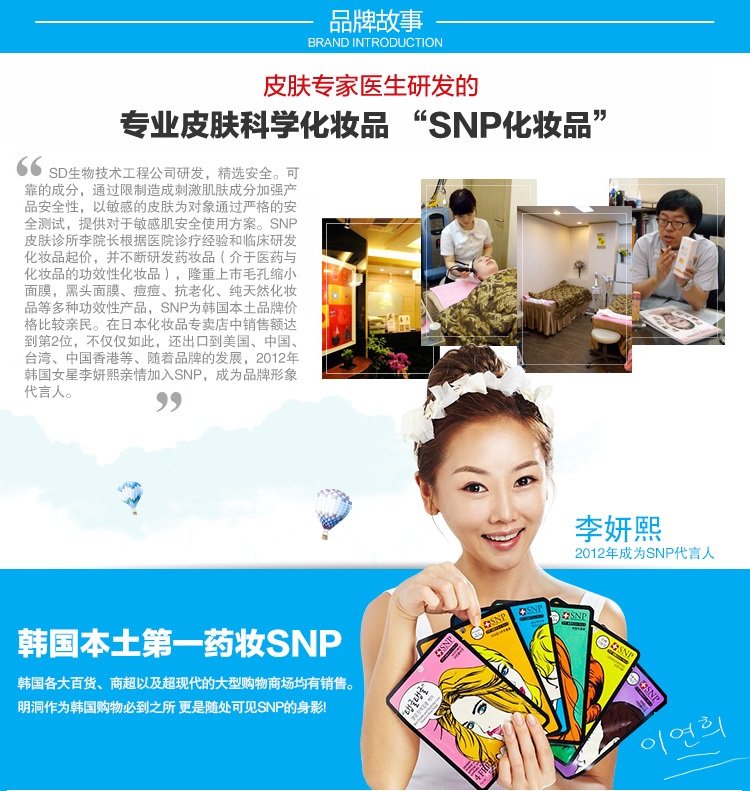 品牌故事
BRAND INTRODUCTION
皮肤专家医生研发的
专业皮肤科学化妆品 “SNP化妆品”
“ SD生物技术工程公司研发，精选安全。可
靠的成分，通过限制造成刺激肌肤成分加强产
品安全性，以敏感的皮肤为对象通过严格的安
全测试，提供对于敏感肌安全使用方案。SNP
皮肤诊所李院长根据医院诊疗经验和临床研发
化妆品起价，并不断研发药妆品（介于医药与
化妆品的功效性化妆品），隆重上市毛孔缩小
面膜，黑头面膜、痘痘、抗老化、纯天然化妆
品等多种功效性产品，SNP为韩国本土品牌价
格比较亲民。在日本化妆品专卖店中销售额达
到第2位，不仅仅如此，还出口到美国、中国、
台湾、中国香港等、随着品牌的发展，2012年
韩国女星李妍熙亲情加入SNP，成为品牌形象
代言人。 ”
李妍熙
2012年成为SNP代言人
韩国本土第一药妆SNP
韩国各大百货、商超以及超现代的大型购物商场均有销售。
明洞作为韩国购物必到之所 更是随处可见SNP的身影!
SNP
SNP
SNP
SNP
SNP
SNP
탱글탱글
이연희